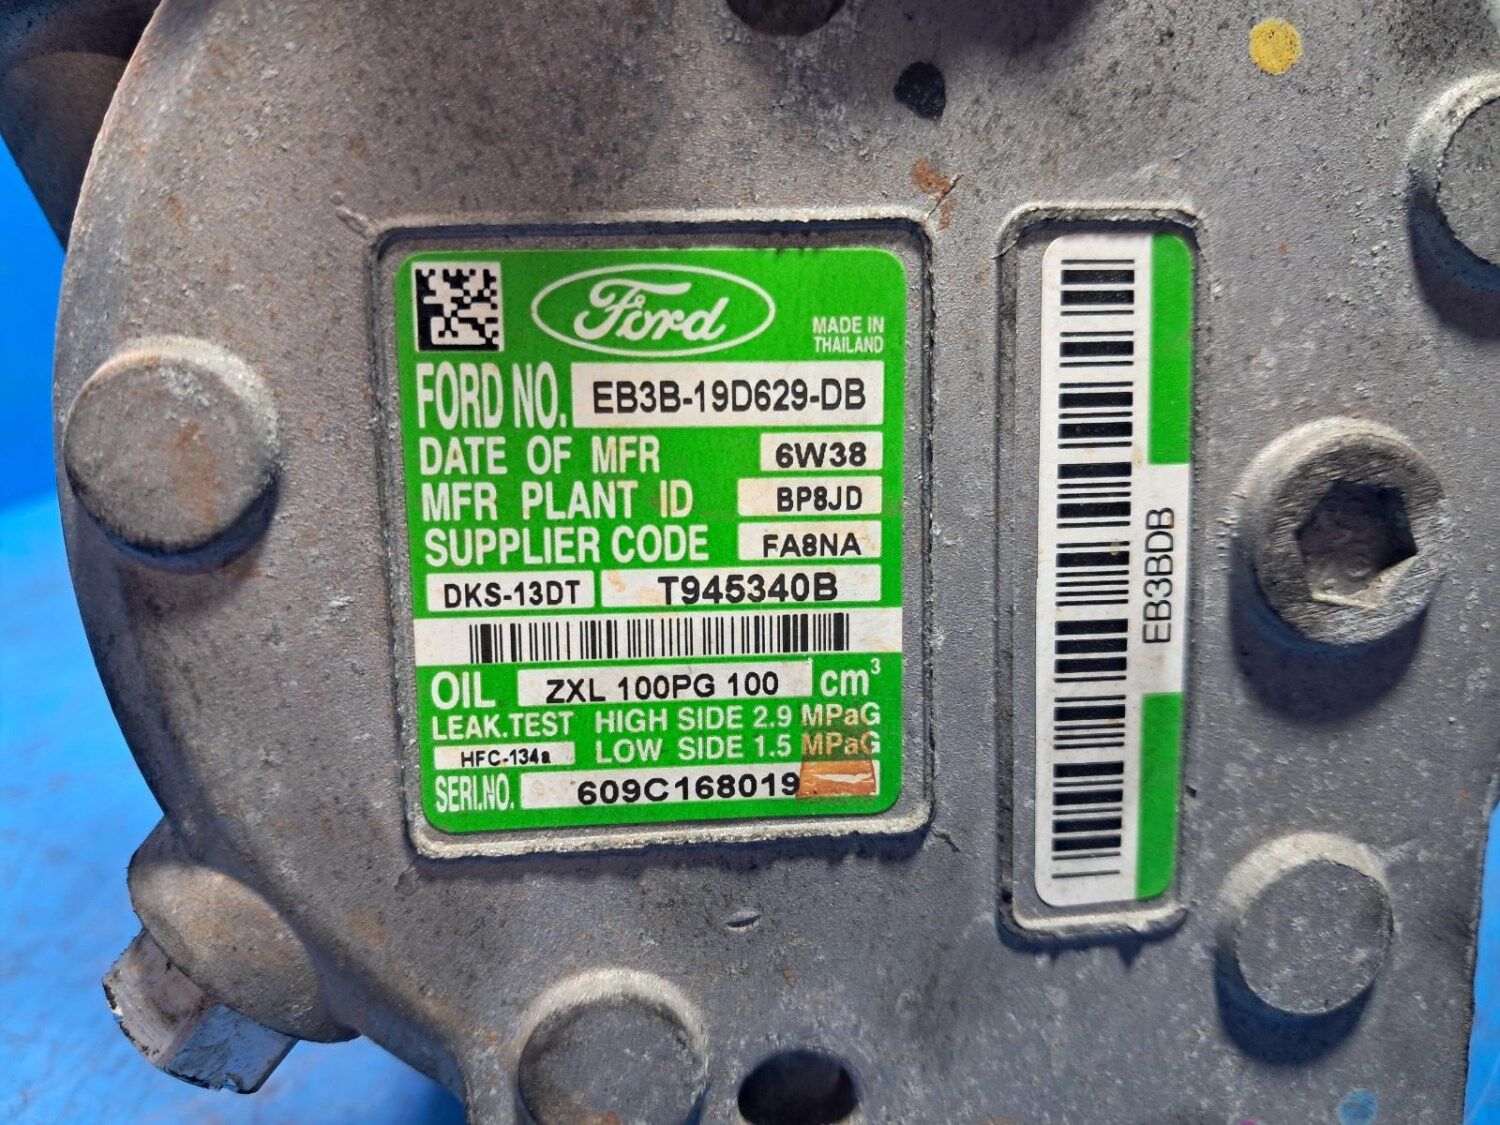 Ford
MADE IN
THAILAND
FORD NO. EB3B-19D629-DB
DATE OF MFR 6W38
MFR PLANT ID BP8JD
SUPPLIER CODE FA8NA
DKS-13DT T945340B
OIL ZXL 100PG 100 cm³
LEAK.TEST HIGH SIDE 2.9 MPaG
HFC-134a LOW SIDE 1.5 MPaG
SERI.NO. 609C168019
EB3BDB